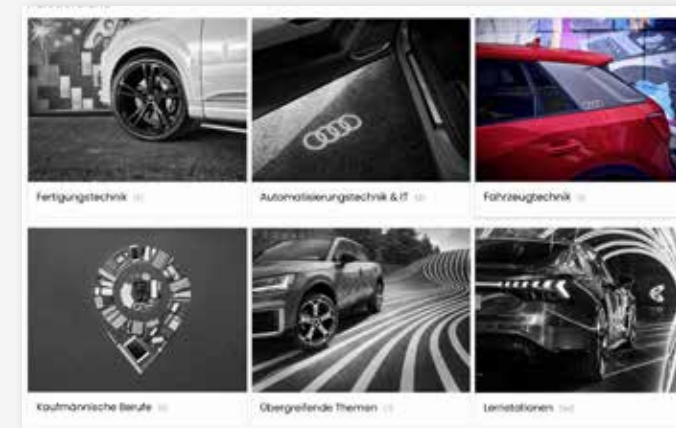 Fertigungstechnik
Automatisierungstechnik & IT
Fahrzeugtechnik
Kaufmännische Berufe
Übergreifende Themen
Lernstationen